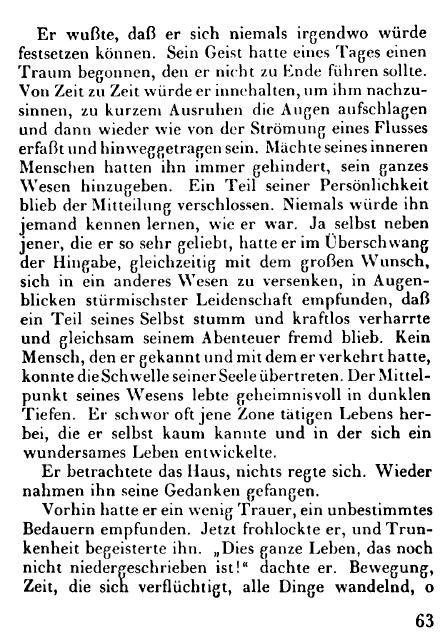 Er wußte, daß er sich niemals irgendwo würde
festsetzen können. Sein Geist hatte eines Tages einen
Traum begonnen, den er nicht zu Ende führen sollte.
Von Zeit zu Zeit würde er innehalten, um ihm nachzu-
sinnen, zu kurzem Ausruhen die Augen aufschlagen
und dann wieder wie von der Strömung eines Flusses
erfaßt und hinweggetragen sein. Mächte seines inneren
Menschen hatten ihn immer gehindert, sein ganzes
Wesen hinzugeben. Ein Teil seiner Persönlichkeit
blieb der Mitteilung verschlossen. Niemals würde ihn
jemand kennen lernen, wie er war. Ja selbst neben
jener, die er so sehr geliebt, hatte er im Überschwang
der Hingabe, gleichzeitig mit dem großen Wunsch,
sich in ein anderes Wesen zu versenken, in Augen-
blicken stürmischster Leidenschaft empfunden, daß
ein Teil seines Selbst stumm und kraftlos verharrte
und gleichsam seinem Abenteuer fremd blieb. Kein
Mensch, den er gekannt und mit dem er verkehrt hatte,
konnte die Schwelle seiner Seele übertreten. Der Mittel-
punkt seines Wesens lebte geheimnisvoll in dunklen
Tiefen. Er schwor oft jene Zone tätigen Lebens her-
bei, die er selbst kaum kannte und in der sich ein
wundersames Leben entwickelte.
Er betrachtete das Haus, nichts regte sich. Wieder
nahmen ihn seine Gedanken gefangen.
Vorhin hatte er ein wenig Trauer, ein unbestimmtes
Bedauern empfunden. Jetzt frohlockte er, und Trun-
kenheit begeisterte ihn. „Dies ganze Leben, das noch
nicht niedergeschrieben ist!“ dachte er. Bewegung,
Zeit, die sich verflüchtigt, alle Dinge wandelnd, o
63